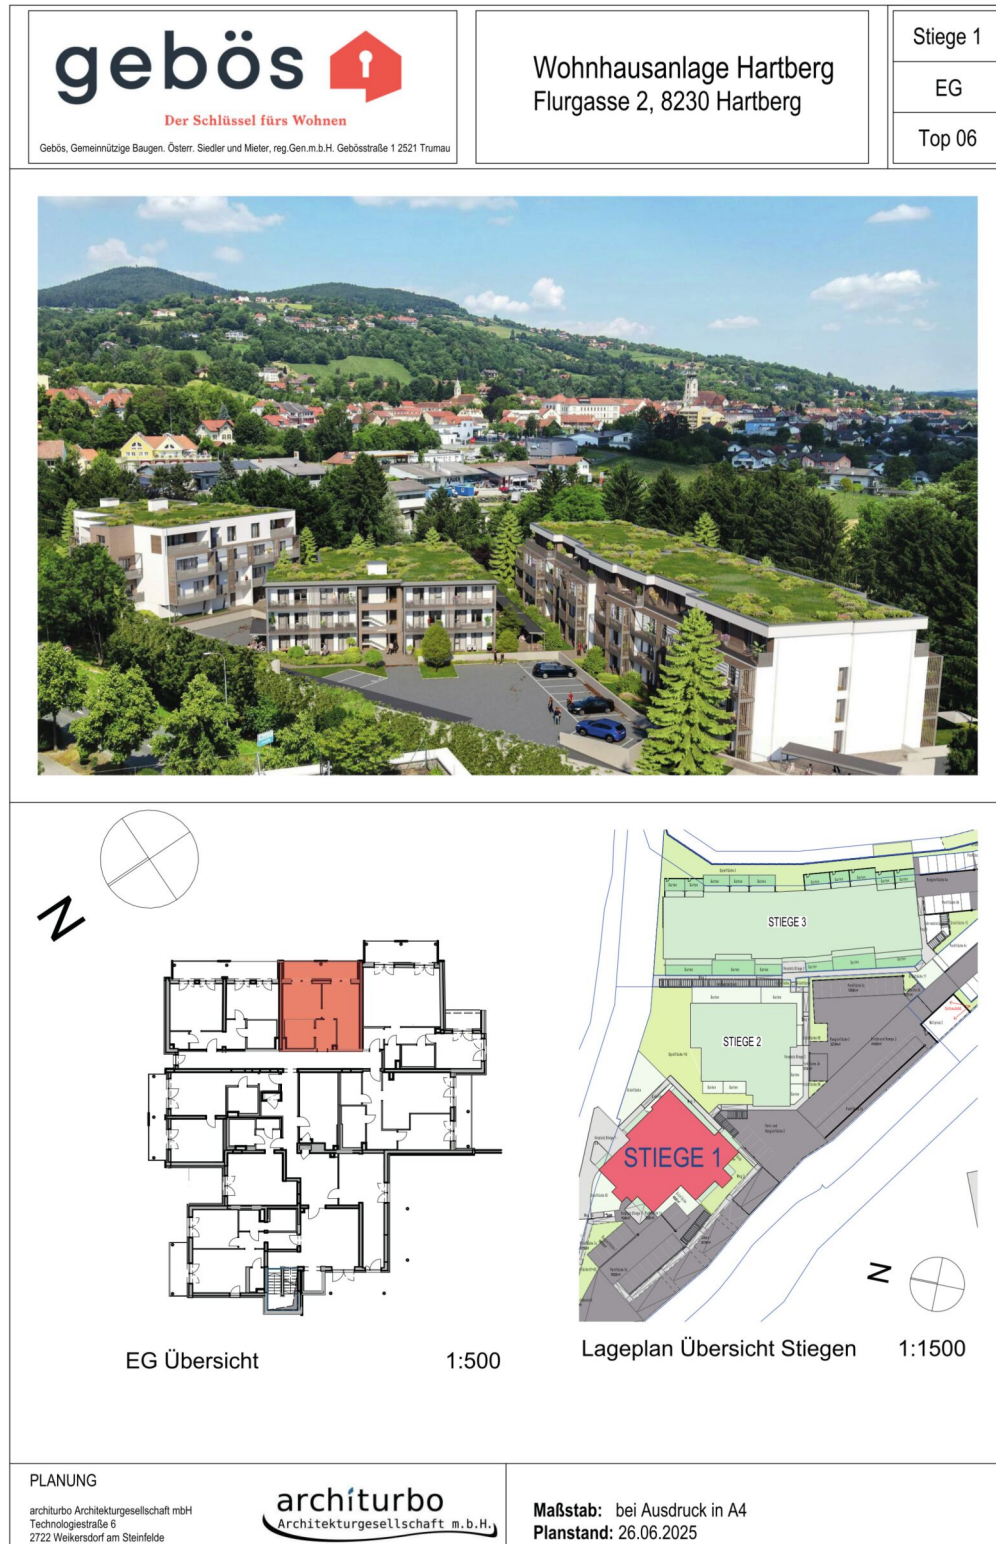 gebös
Der Schlüssel fürs Wohnen
Gebös, Gemeinnützige Baugen. Österr. Siedler und Mieter, reg.Gen.m.b.H. Gebösstraße 1 2521 Trumau
Wohnhausanlage Hartberg
Flurgasse 2, 8230 Hartberg
Stiege 1
EG
Top 06
N
STIEGE 3
STIEGE 2
STIEGE 1
N
EG Übersicht 1:500
Lageplan Übersicht Stiegen 1:1500
PLANUNG
architurbo Architekturgesellschaft mbH
Technologiestraße 6
2722 Weikersdorf am Steinfelde
architurbo
Architekturgesellschaft m.b.H.
Maßstab: bei Ausdruck in A4
Planstand: 26.06.2025